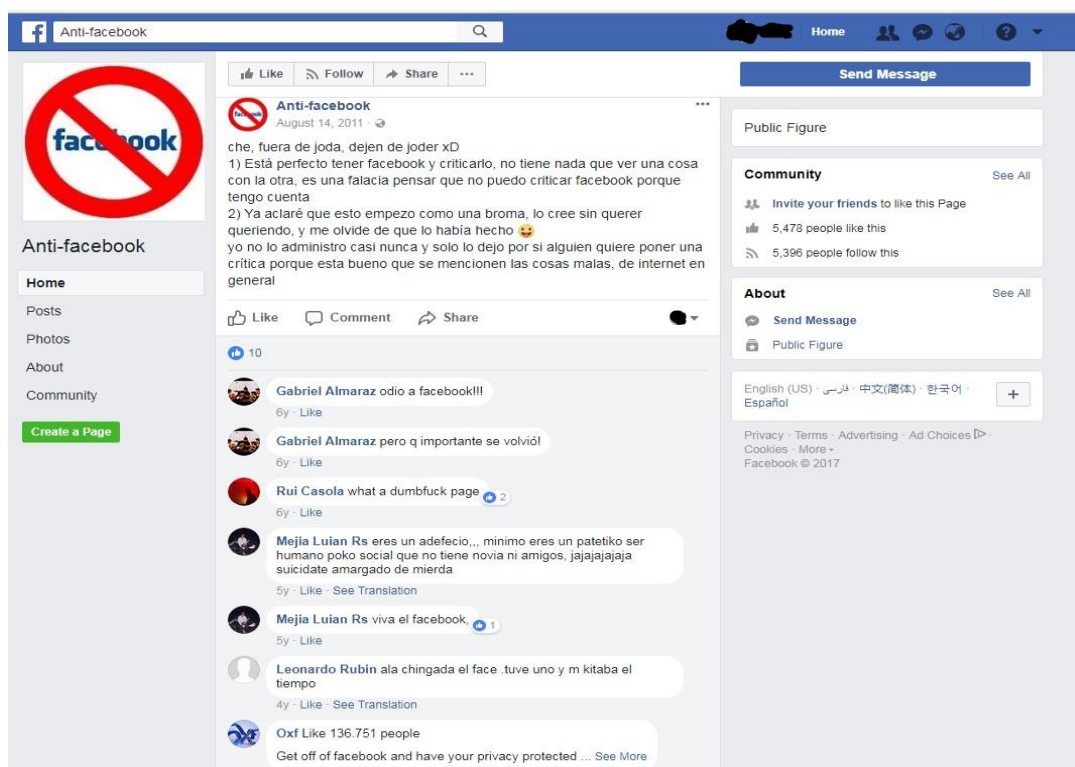 Anti-facebook
Home
Like Follow Share ...
Send Message
facebook
Anti-facebook
Home
Posts
Photos
About
Community
Create a Page
Anti-facebook
August 14, 2011 ·
che, fuera de joda, dejen de joder xD
1) Está perfecto tener facebook y criticarlo, no tiene nada que ver una cosa
con la otra, es una falacia pensar que no puedo criticar facebook porque
tengo cuenta
2) Ya aclaré que esto empezo como una broma, lo cree sin querer
queriendo, y me olvide de que lo había hecho 😜
yo no lo administro casi nunca y solo lo dejo por si alguien quiere poner una
crítica porque esta bueno que se mencionen las cosas malas, de internet en
general
Like Comment Share
10
Gabriel Almaraz odio a facebook!!!
6y · Like
Gabriel Almaraz pero q importante se volvió!
6y · Like
Rui Casola what a dumbfuck page 2
6y · Like
Mejia Luian Rs eres un adefecio,,, minimo eres un patetiko ser
humano poko social que no tiene novia ni amigos, jajajajajaja
suicidate amargado de mierda
5y · Like · See Translation
Mejia Luian Rs viva el facebook, 1
5y · Like
Leonardo Rubin ala chingada el face .tuve uno y m kitaba el
tiempo
4y · Like · See Translation
Oxf Like 136.751 people
Get off of facebook and have your privacy protected ... See More
Public Figure
Community See All
Invite your friends to like this Page
5,478 people like this
5,396 people follow this
About See All
Send Message
Public Figure
English (US) · فارسی · 中文(简体) · 한국어 ·
Español
+
Privacy · Terms · Advertising · Ad Choices ·
Cookies · More
Facebook © 2017